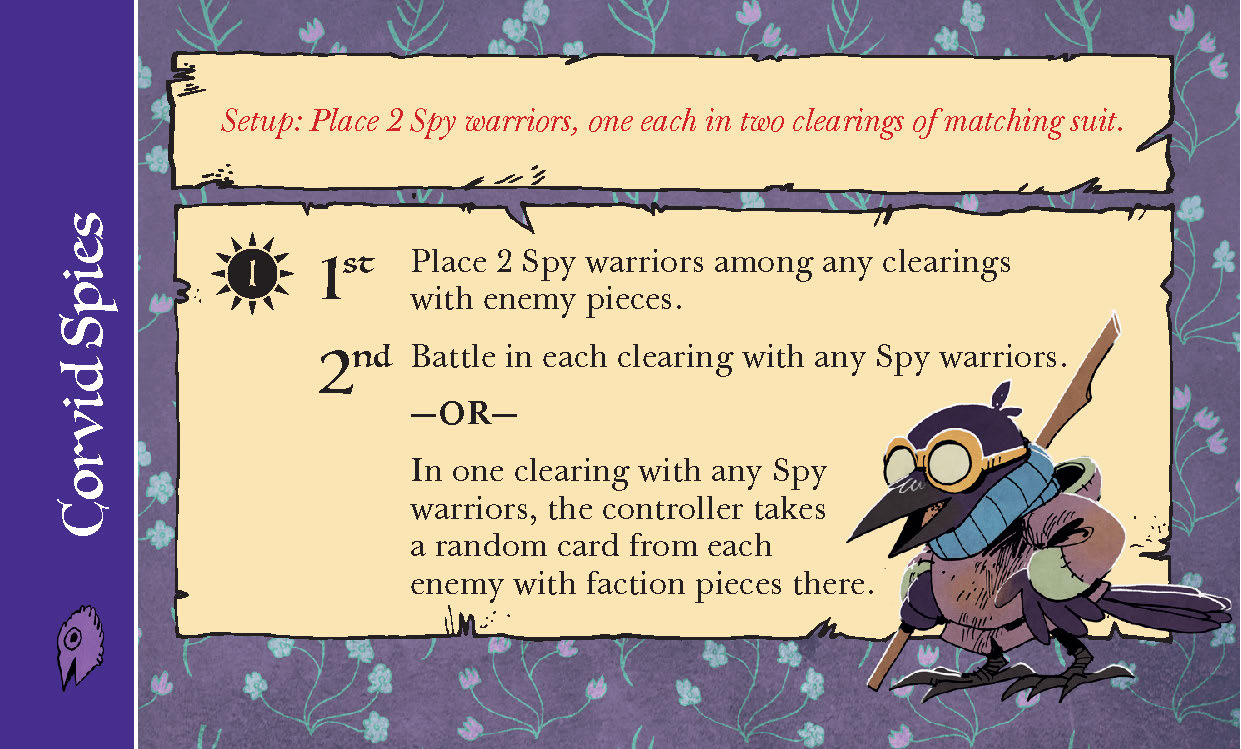 Corvid Spies
Setup: Place 2 Spy warriors, one each in two clearings of matching suit.
1
1st
Place 2 Spy warriors among any clearings
with enemy pieces.
2nd
Battle in each clearing with any Spy warriors.
—OR—
In one clearing with any Spy
warriors, the controller takes
a random card from each
enemy with faction pieces there.